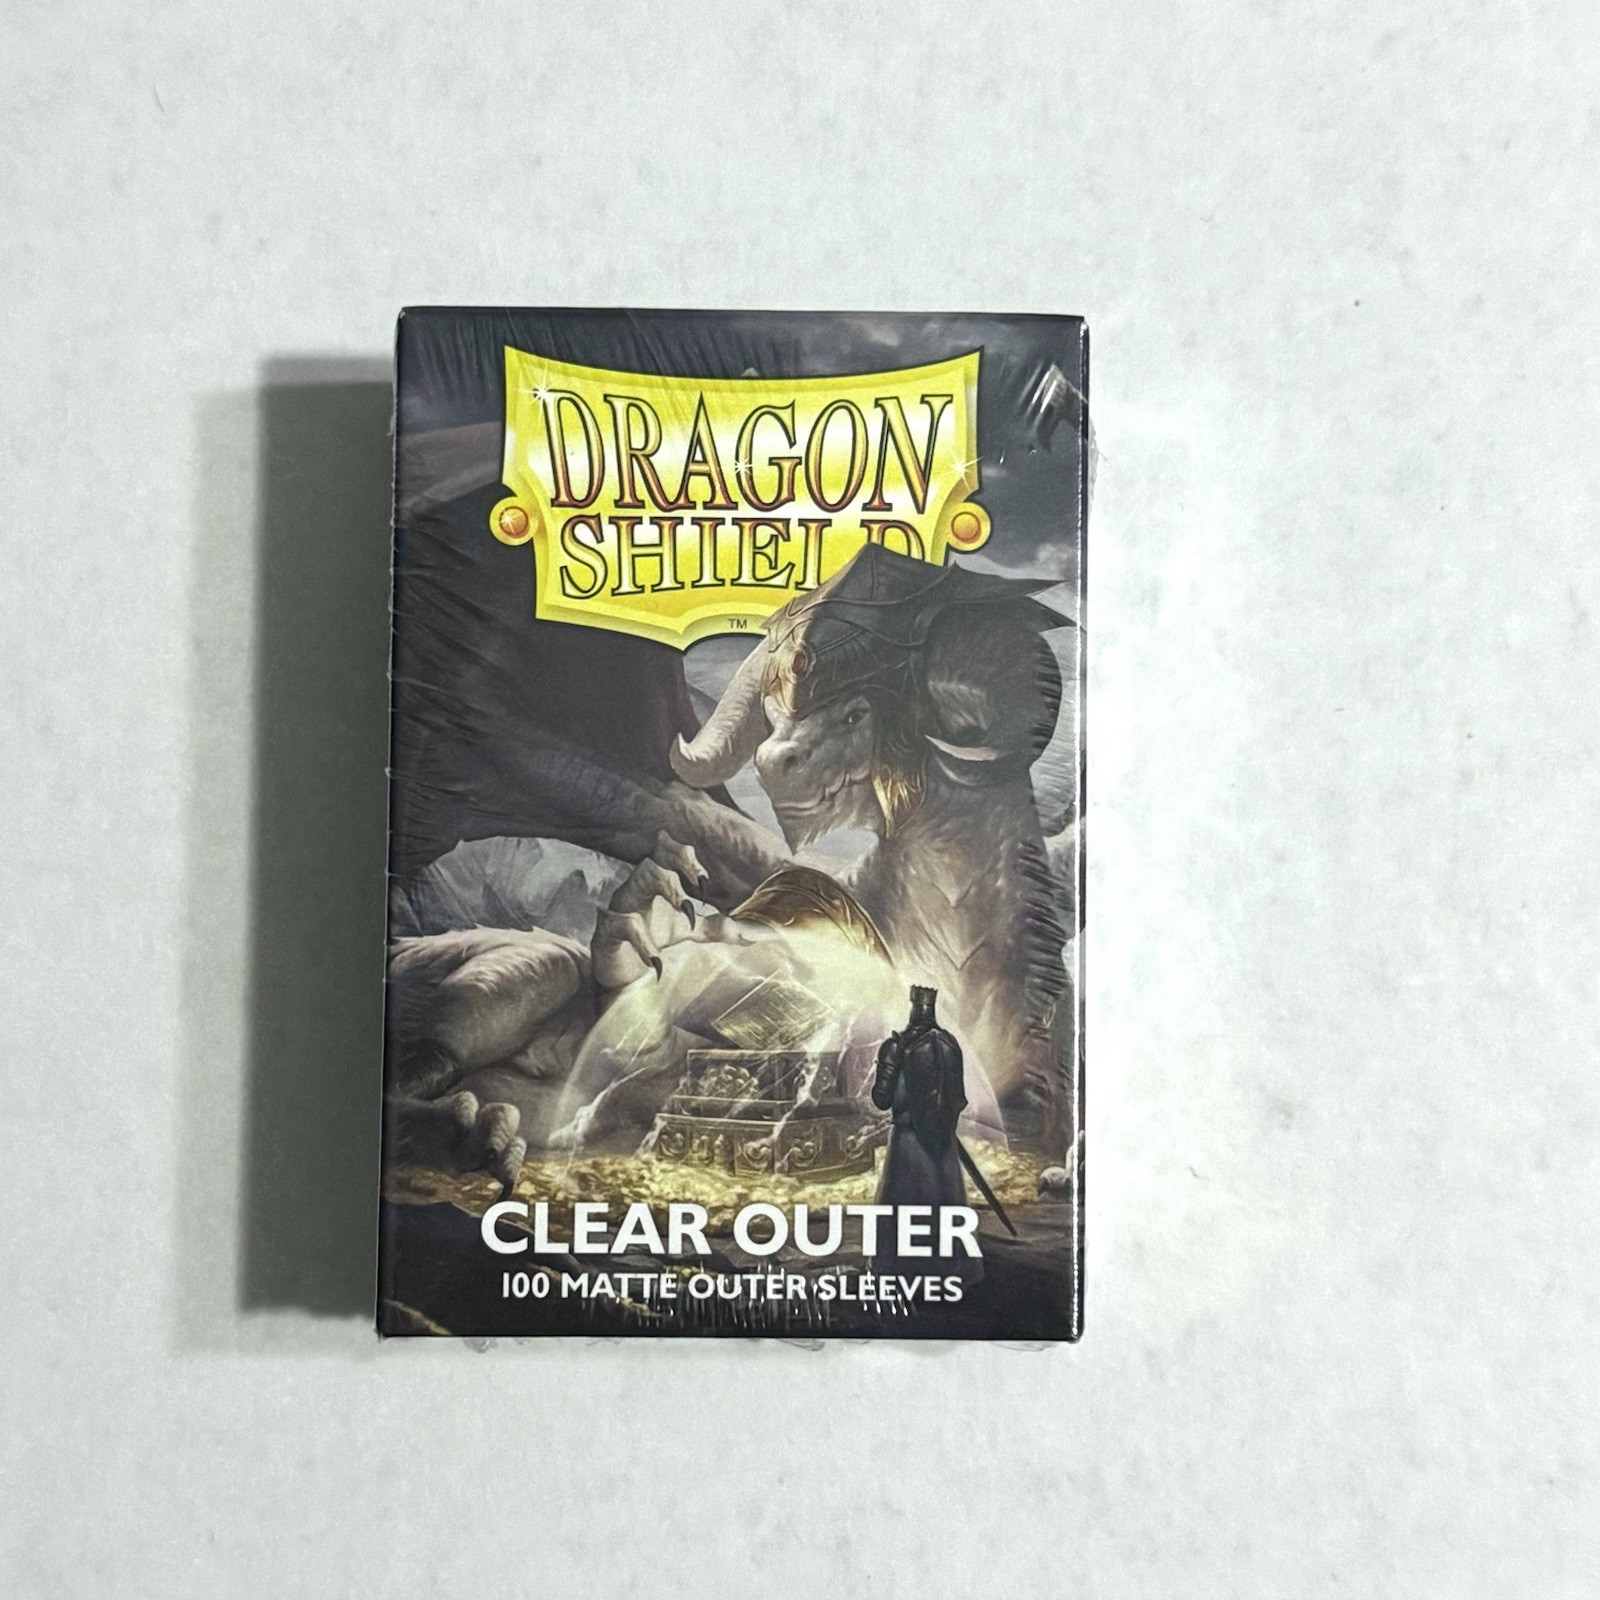 DRAGON
SHIELD
™
CLEAR OUTER
100 MATTE OUTER SLEEVES